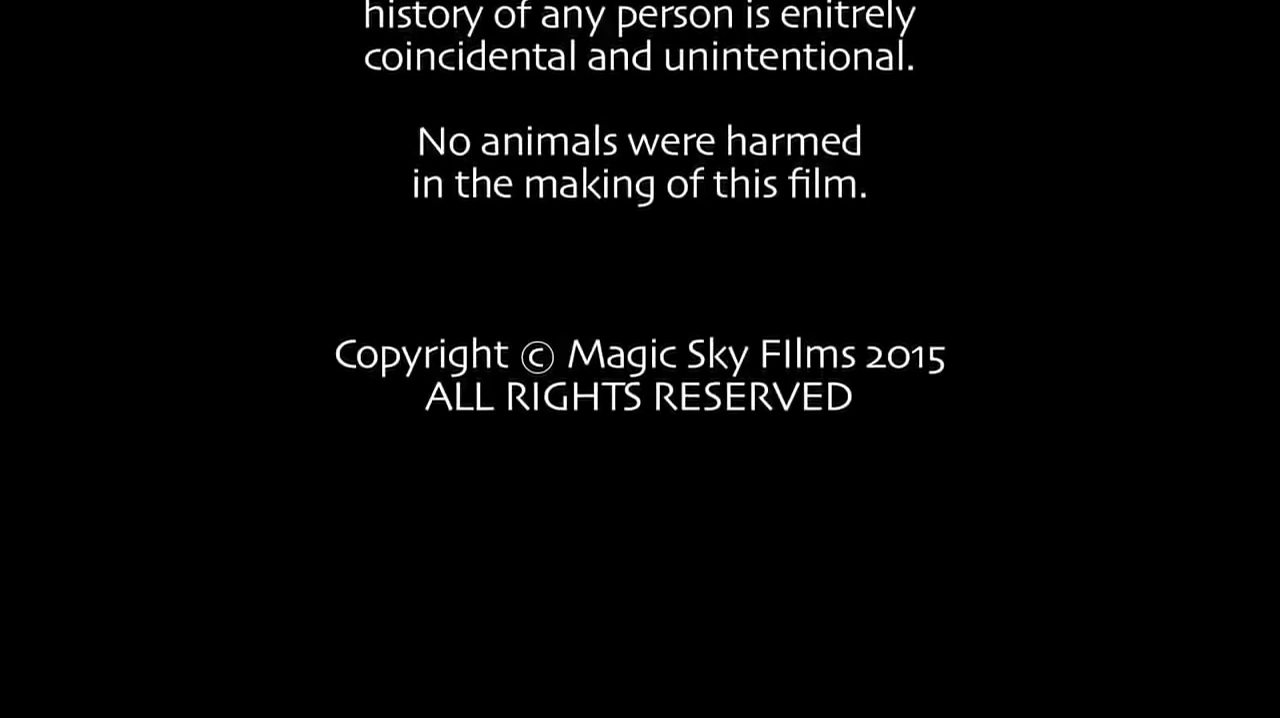 history of any person is enitrely
coincidental and unintentional.
No animals were harmed
in the making of this film.
Copyright © Magic Sky FIlms 2015
ALL RIGHTS RESERVED